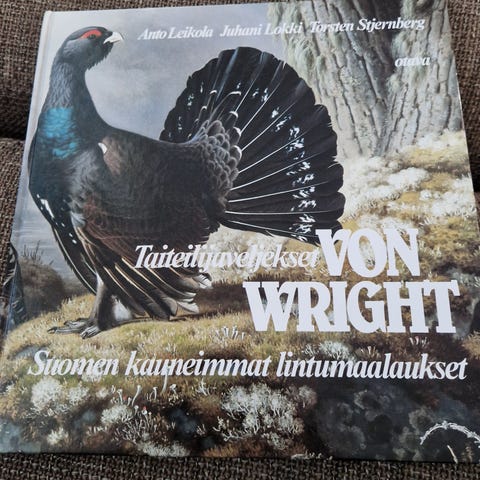 Anto Leikola Juhani Lokki Torsten Stjernberg
otava
Taiteilijaveljekset VON
WRIGHT
Suomen kauneimmat lintumaalaukset